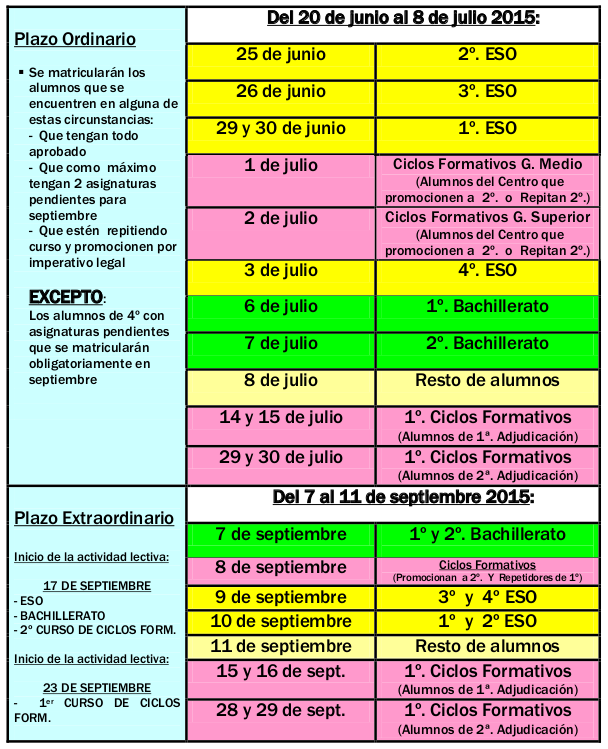 Plazo Ordinario
▪ Se matricularán los
alumnos que se
encuentren en alguna de
estas circunstancias:
- Que tengan todo
aprobado
- Que como máximo
tengan 2 asignaturas
pendientes para
septiembre
- Que estén repitiendo
curso y promocionen por
imperativo legal
EXCEPTO:
Los alumnos de 4º con
asignaturas pendientes
que se matricularán
obligatoriamente en
septiembre
Del 20 de junio al 8 de julio 2015:
25 de junio 2º. ESO
26 de junio 3º. ESO
29 y 30 de junio 1º. ESO
1 de julio Ciclos Formativos G. Medio
(Alumnos del Centro que
promocionen a 2º. o Repitan 2º.)
2 de julio Ciclos Formativos G. Superior
(Alumnos del Centro que
promocionen a 2º. o Repitan 2º.)
3 de julio 4º. ESO
6 de julio 1º. Bachillerato
7 de julio 2º. Bachillerato
8 de julio Resto de alumnos
14 y 15 de julio 1º. Ciclos Formativos
(Alumnos de 1ª. Adjudicación)
29 y 30 de julio 1º. Ciclos Formativos
(Alumnos de 2ª. Adjudicación)
Plazo Extraordinario
Inicio de la actividad lectiva:
17 DE SEPTIEMBRE
- ESO
- BACHILLERATO
- 2º CURSO DE CICLOS FORM.
Inicio de la actividad lectiva:
23 DE SEPTIEMBRE
- 1er CURSO DE CICLOS
FORM.
Del 7 al 11 de septiembre 2015:
7 de septiembre 1º y 2º. Bachillerato
8 de septiembre Ciclos Formativos
(Promocionan a 2º. Y Repetidores de 1º)
9 de septiembre 3º y 4º ESO
10 de septiembre 1º y 2º ESO
11 de septiembre Resto de alumnos
15 y 16 de sept. 1º. Ciclos Formativos
(Alumnos de 1ª. Adjudicación)
28 y 29 de sept. 1º. Ciclos Formativos
(Alumnos de 2ª. Adjudicación)